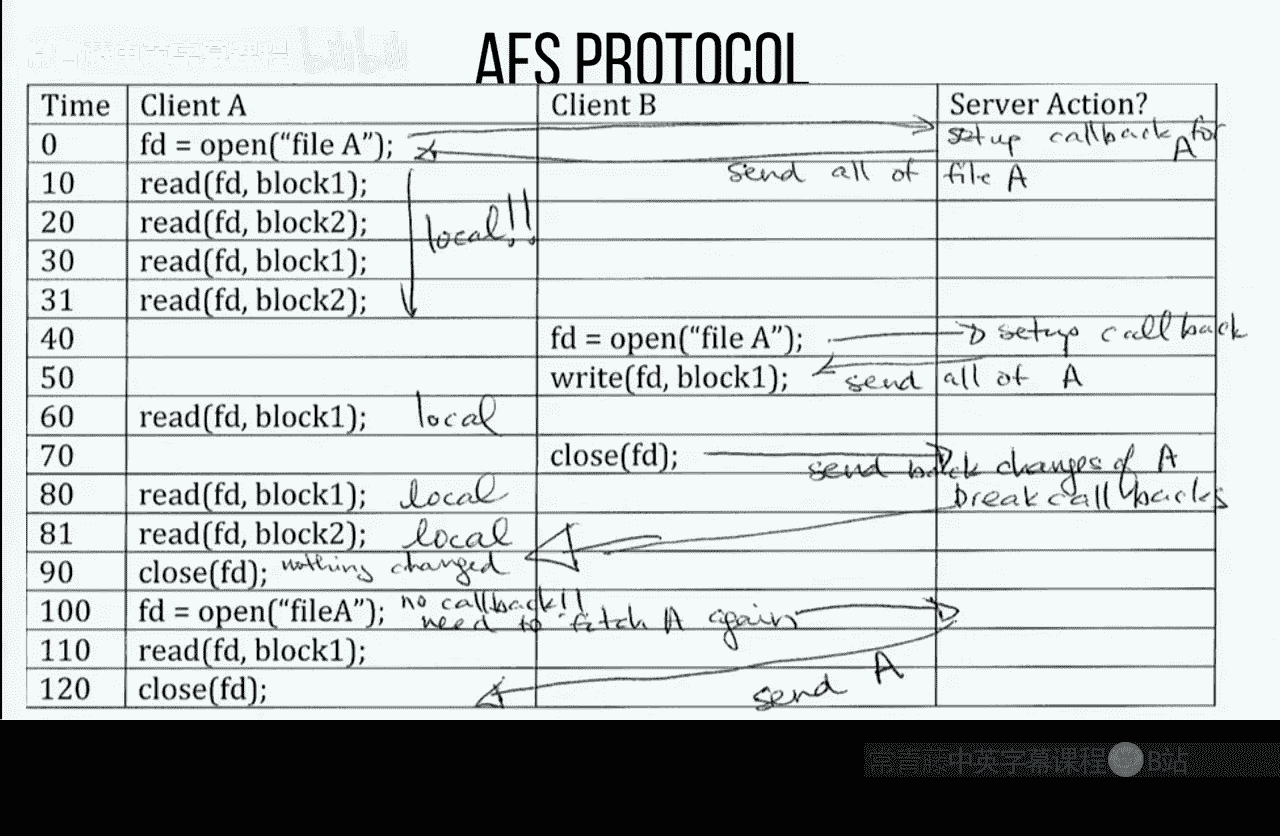 AFS PROTOCOL
Time Client A Client B Server Action?
0 fd = open("file A"); setup callback for A
send all of file A
10 read(fd, block1);
20 read(fd, block2); local!!
30 read(fd, block1);
31 read(fd, block2);
40 fd = open("file A"); setup callback
50 write(fd, block1); send all of A
60 read(fd, block1); local
70 close(fd); send back changes of A
80 read(fd, block1); local break callbacks
81 read(fd, block2); local
90 close(fd); nothing changed
100 fd = open("fileA"); no callback!!
need to fetch A again
110 read(fd, block1);
120 close(fd); send A
中英字幕课程 B站